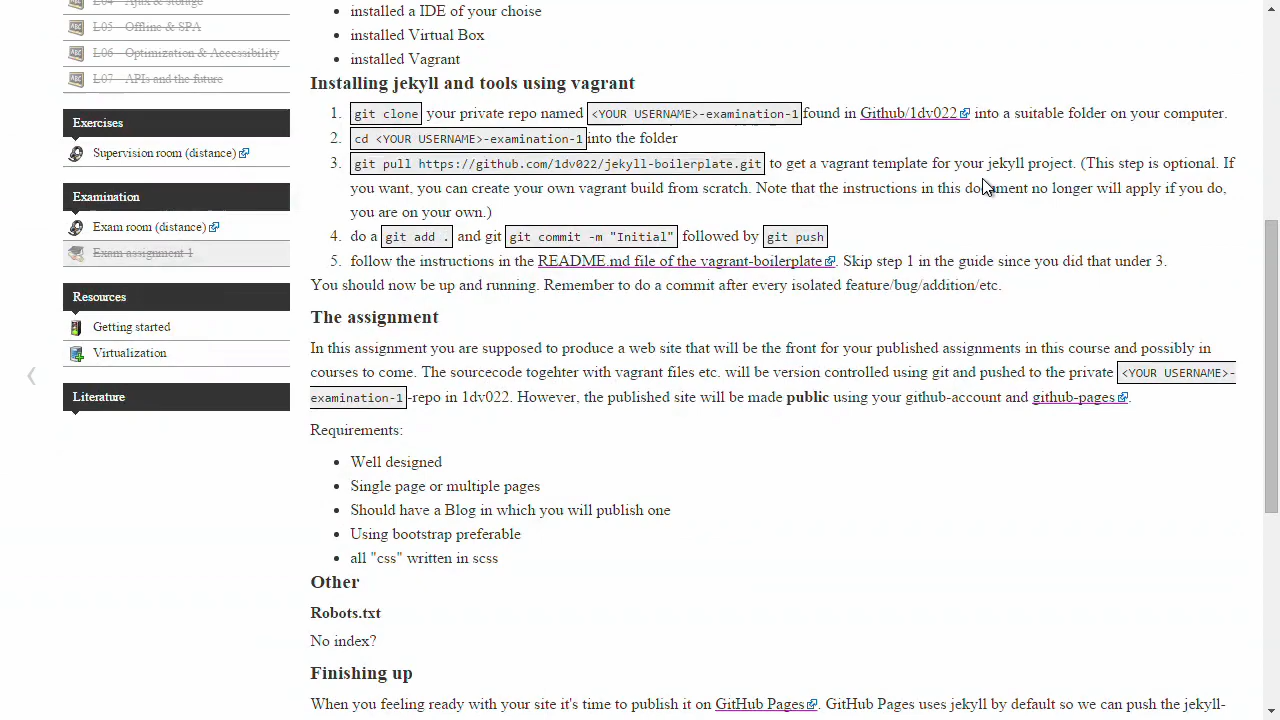 L04 - Ajax & storage
L05 - Offline & SPA
L06 - Optimization & Accessibility
L07 - APIs and the future
Exercises
Supervision room (distance)
Examination
Exam room (distance)
Exam assignment 1
Resources
Getting started
Virtualization
Literature
installed a IDE of your choise
installed Virtual Box
installed Vagrant
Installing jekyll and tools using vagrant
1. git clone your private repo named <YOUR USERNAME>-examination-1 found in Github/1dv022 into a suitable folder on your computer.
2. cd <YOUR USERNAME>-examination-1 into the folder
3. git pull https://github.com/1dv022/jekyll-boilerplate.git to get a vagrant template for your jekyll project. (This step is optional. If
you want, you can create your own vagrant build from scratch. Note that the instructions in this document no longer will apply if you do,
you are on your own.)
4. do a git add . and git git commit -m "Initial" followed by git push
5. follow the instructions in the README.md file of the vagrant-boilerplate. Skip step 1 in the guide since you did that under 3.
You should now be up and running. Remember to do a commit after every isolated feature/bug/addition/etc.
The assignment
In this assignment you are supposed to produce a web site that will be the front for your published assignments in this course and possibly in
courses to come. The sourcecode togehter with vagrant files etc. will be version controlled using git and pushed to the private <YOUR USERNAME>-
examination-1-repo in 1dv022. However, the published site will be made public using your github-account and github-pages.
Requirements:
Well designed
Single page or multiple pages
Should have a Blog in which you will publish one
Using bootstrap preferable
all "css" written in scss
Other
Robots.txt
No index?
Finishing up
When you feeling ready with your site it's time to publish it on GitHub Pages. GitHub Pages uses jekyll by default so we can push the jekyll-